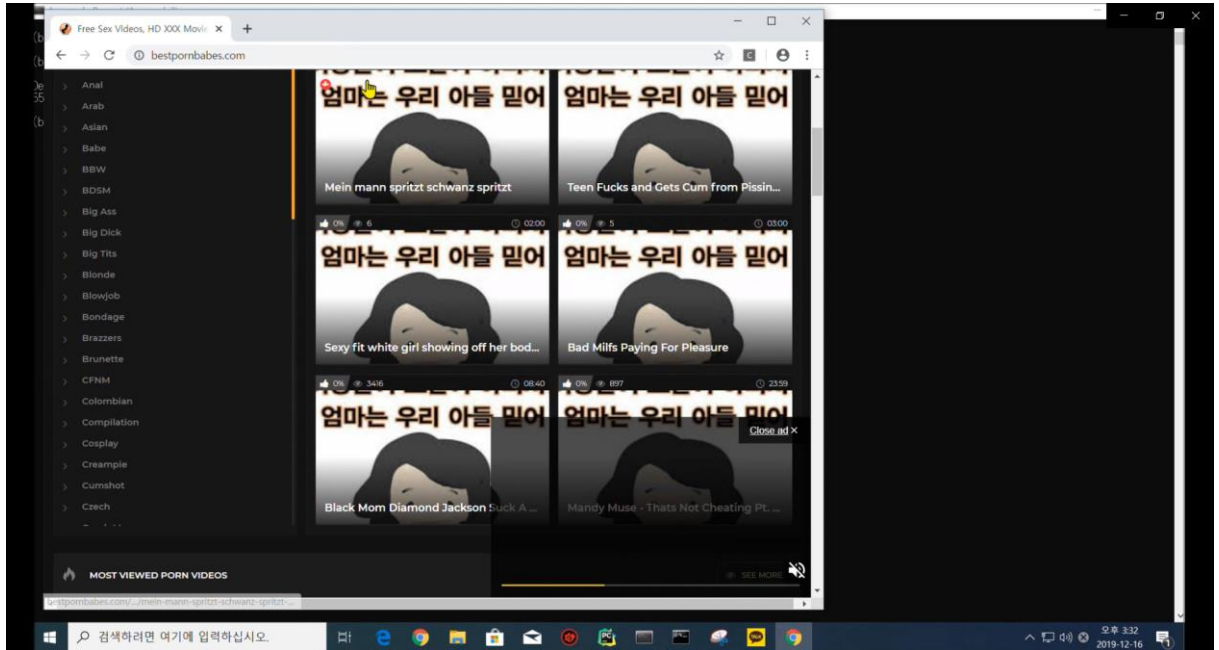 Free Sex Videos, HD XXX Movie
bestpornbabes.com
Anal
Arab
Asian
Babe
BBW
BDSM
Big Ass
Big Dick
Big Tits
Blonde
Blowjob
Bondage
Brazzers
Brunette
CFNM
Colombian
Compilation
Cosplay
Creampie
Cumshot
Czech
엄마는 우리 아들 믿어
엄마는 우리 아들 믿어
Mein mann spritzt schwanz spritzt
Teen Fucks and Gets Cum from Pissin...
0% 6 02:00
0% 5 03:00
엄마는 우리 아들 믿어
엄마는 우리 아들 믿어
Sexy fit white girl showing off her bod...
Bad Milfs Paying For Pleasure
0% 3416 08:40
0% 897 23:59
엄마는 우리 아들 믿어
엄마는 우리 아들 믿어
Close ad ×
Black Mom Diamond Jackson Suck A ...
Mandy Muse - Thats Not Cheating Pt. ...
MOST VIEWED PORN VIDEOS
SEE MORE
bestpornbabes.com/.../mein-mann-spritzt-schwanz-spritzt-...
검색하려면 여기에 입력하십시오.
오후 3:32
2019-12-16